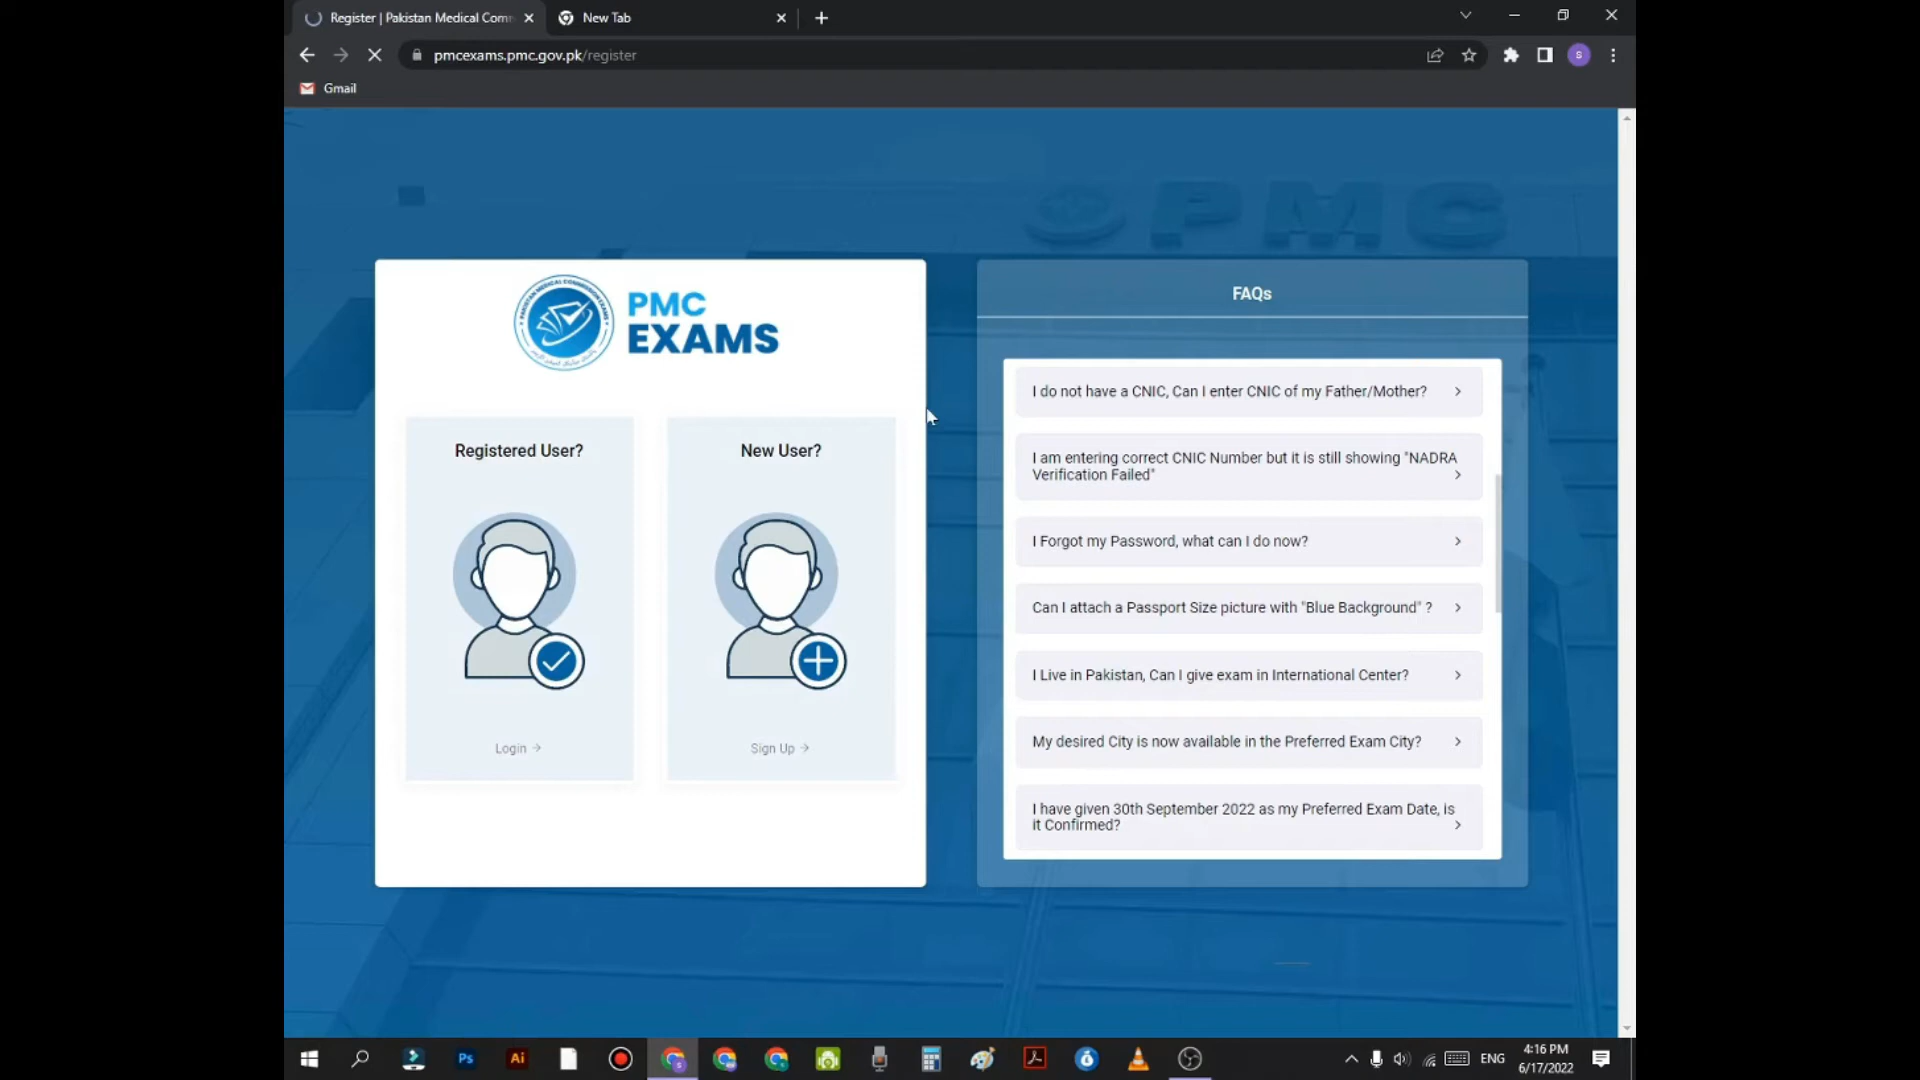 Register | Pakistan Medical Com
New Tab
pmcexams.pmc.gov.pk/register
S
Gmail
PMC
PMC
EXAMS
Registered User?
New User?
Login →
Sign Up →
FAQs
I do not have a CNIC, Can I enter CNIC of my Father/Mother?
I am entering correct CNIC Number but it is still showing "NADRA
Verification Failed"
I Forgot my Password, what can I do now?
Can I attach a Passport Size picture with "Blue Background" ?
I Live in Pakistan, Can I give exam in International Center?
My desired City is now available in the Preferred Exam City?
I have given 30th September 2022 as my Preferred Exam Date, is
it Confirmed?
Ps
Ai
ENG
4:16 PM
6/17/2022